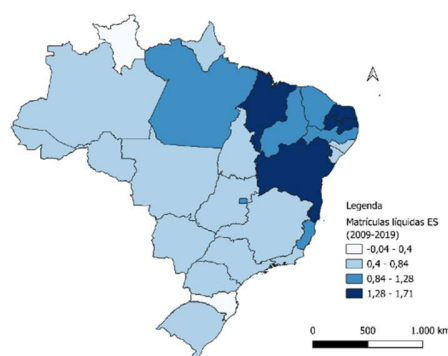 Legenda
Matrículas líquidas ES
(2009-2019)
-0,04 - 0,4
0,4 - 0,84
0,84 - 1,28
1,28 - 1,71
0 500 1.000 km